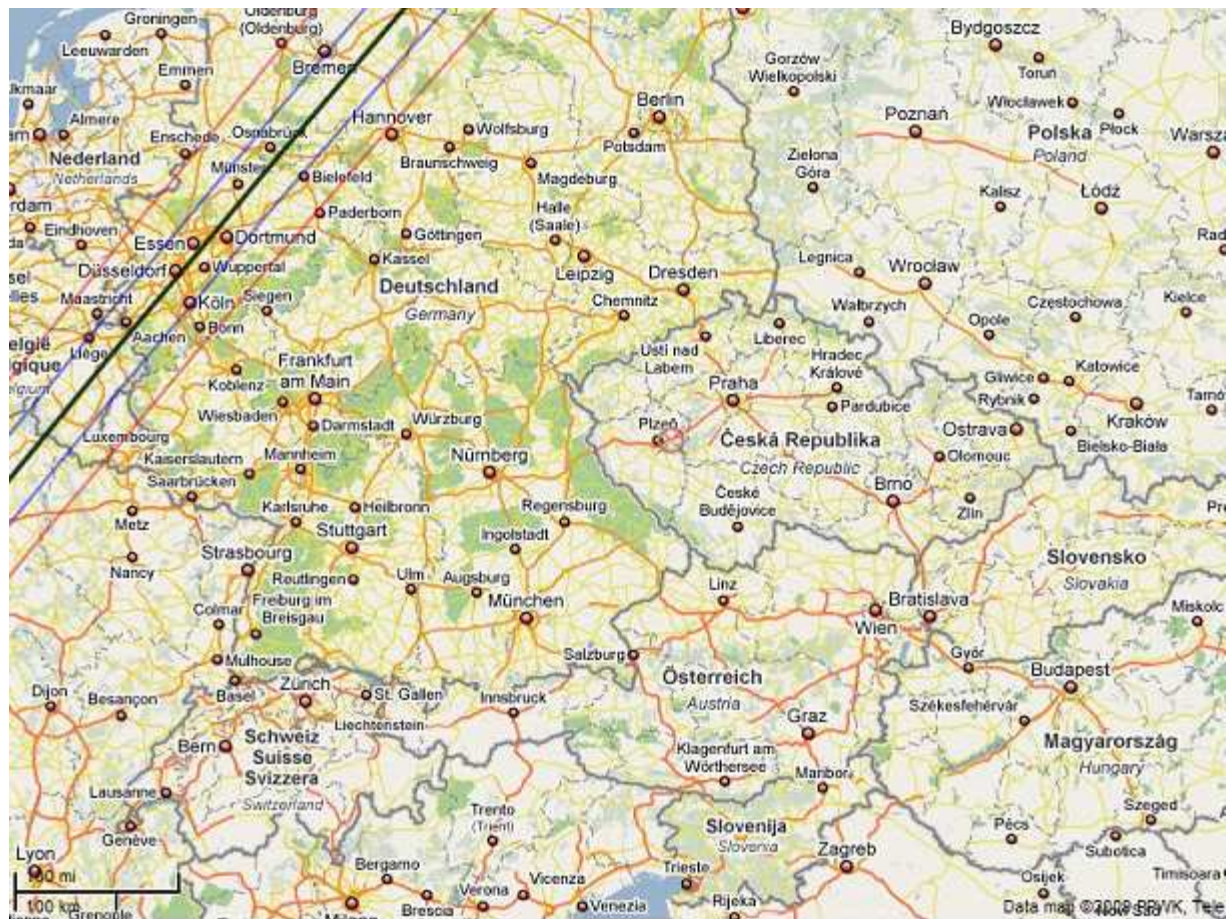 Groningen
Oldenburg
(Oldenburg)
Leeuwarden
Bremen
Emmen
Bydgoszcz
Toruń
Gorzów
Wielkopolski
Berlin
Włocławek
Almere
Enschede
Osnabrück
Hannover
Wolfsburg
Poznań
Płock
Polska
Poland
Nederland
Netherlands
Münster
Braunschweig
Potsdam
Bielefeld
Magdeburg
Zielona
Góra
Kalisz
Łódź
Paderborn
Halle
(Saale)
Eindhoven
Essen
Dortmund
Göttingen
Düsseldorf
Wuppertal
Kassel
Leipzig
Dresden
Legnica
Wrocław
Deutschland
Germany
Maastricht
Köln
Siegen
Chemnitz
Wałbrzych
Częstochowa
Kielce
Aachen
Bonn
Liège
Opole
Ustí nad
Labem
Liberec
Hradec
Králové
Frankfurt
am Main
Koblenz
Praha
Gliwice
Katowice
Rybnik
Wiesbaden
Pardubice
Kraków
Darmstadt
Würzburg
Plzeň
Česká Republika
Czech Republic
Ostrava
Bielsko-Biała
Luxembourg
Kaiserslautern
Mannheim
Nürnberg
Olomouc
Saarbrücken
Brno
Zlín
Metz
Karlsruhe
Heilbronn
Regensburg
České
Budějovice
Stuttgart
Ingolstadt
Strasbourg
Nancy
Slovensko
Slovakia
Reutlingen
Ulm
Augsburg
Linz
Freiburg im
Breisgau
Colmar
München
Bratislava
Wien
Miskolc
Mulhouse
Salzburg
Győr
Budapest
Basel
Zürich
St. Gallen
Innsbruck
Österreich
Austria
Dijon
Besançon
Liechtenstein
Székesfehérvár
Bern
Schweiz
Suisse
Svizzera
Switzerland
Graz
Magyarország
Hungary
Klagenfurt am
Wörthersee
Maribor
Lausanne
Genève
Trento
(Trient)
Slovenija
Slovenia
Szeged
Pécs
Subotica
Lyon
Bergamo
Trieste
Zagreb
Verona
Vicenza
Osijek
Timisoara
100 km
Grenoble
Brescia
Venezia
Rijeka